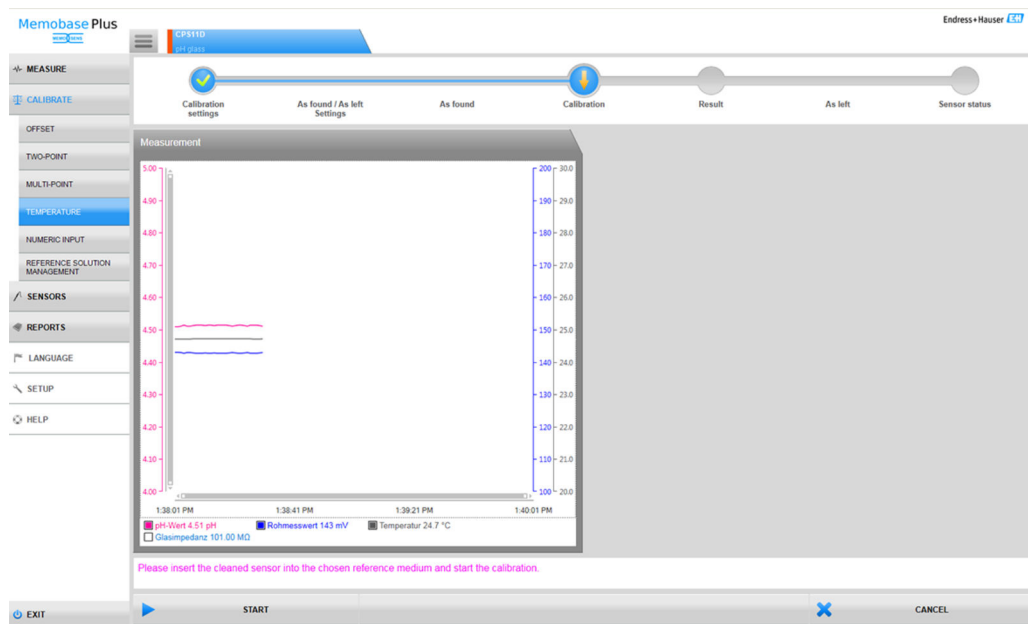 Memobase Plus
MEMO SENS
Endress+Hauser EH
CPS11D
pH glass
MEASURE
CALIBRATE
OFFSET
TWO-POINT
MULTI-POINT
TEMPERATURE
NUMERIC INPUT
REFERENCE SOLUTION
MANAGEMENT
SENSORS
REPORTS
LANGUAGE
SETUP
HELP
EXIT
Calibration
settings
As found / As left
Settings
As found
Calibration
Result
As left
Sensor status
Measurement
5.00 200 30.0
4.90 190 29.0
4.80 180 28.0
4.70 170 27.0
4.60 160 26.0
4.50 150 25.0
4.40 140 24.0
4.30 130 23.0
4.20 120 22.0
4.10 110 21.0
4.00 100 20.0
1:38:01 PM 1:38:41 PM 1:39:21 PM 1:40:01 PM
pH-Wert 4.51 pH Rohmesswert 143 mV Temperatur 24.7 °C
Glasimpedanz 101.00 MΩ
Please insert the cleaned sensor into the chosen reference medium and start the calibration.
START CANCEL